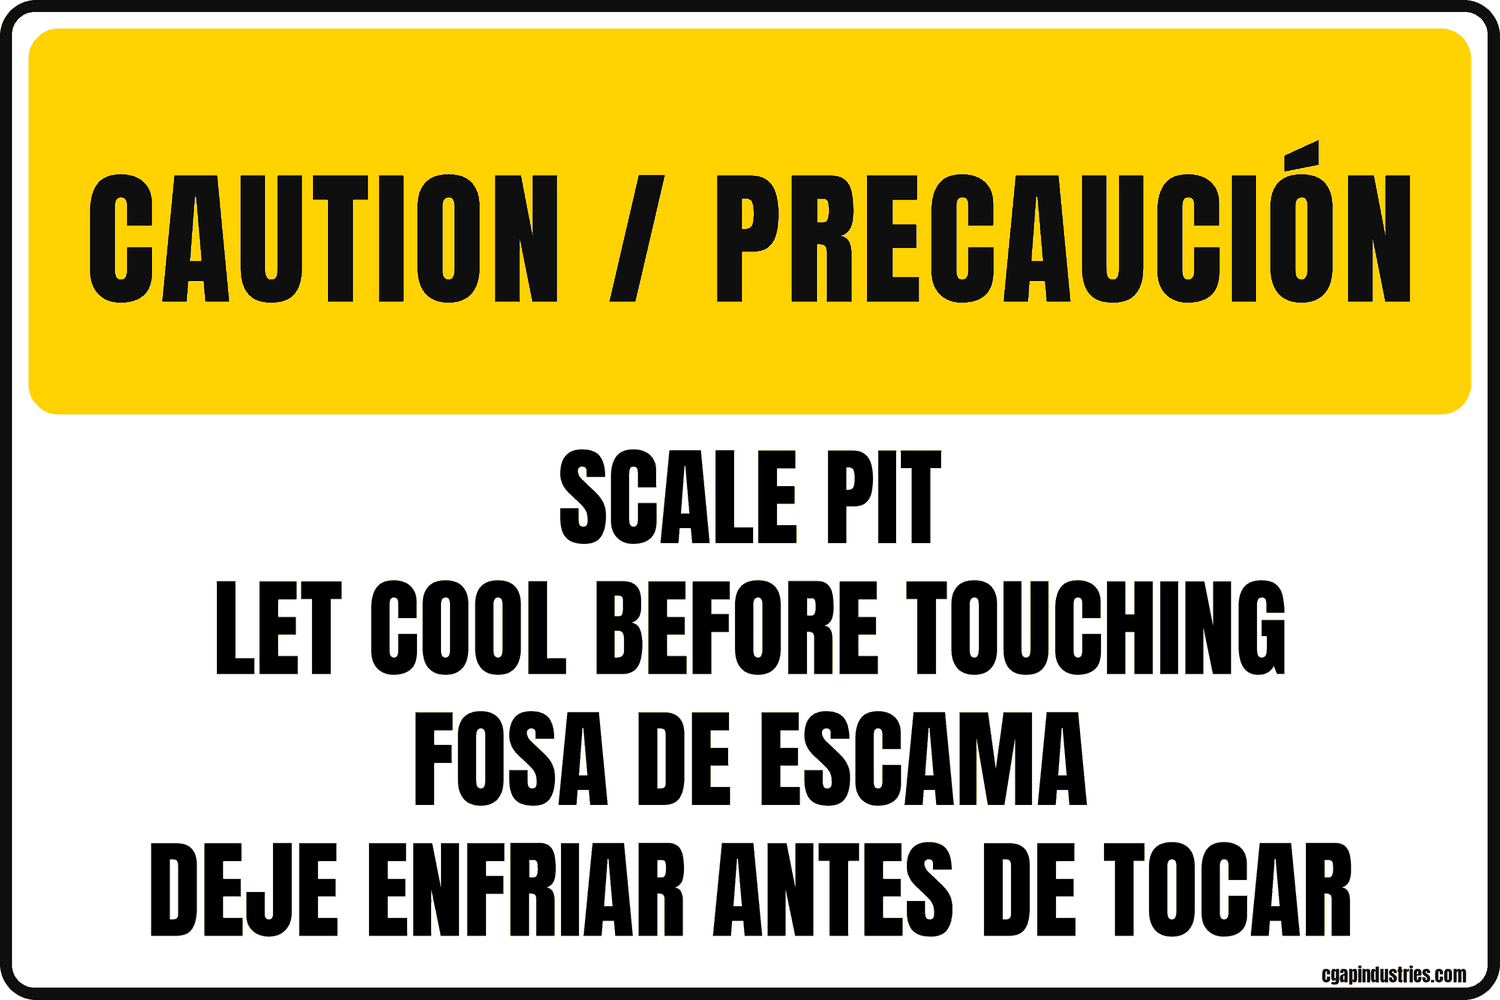 CAUTION / PRECAUCIÓN
SCALE PIT
LET COOL BEFORE TOUCHING
FOSA DE ESCAMA
DEJE ENFRIAR ANTES DE TOCAR
cgapindustries.com